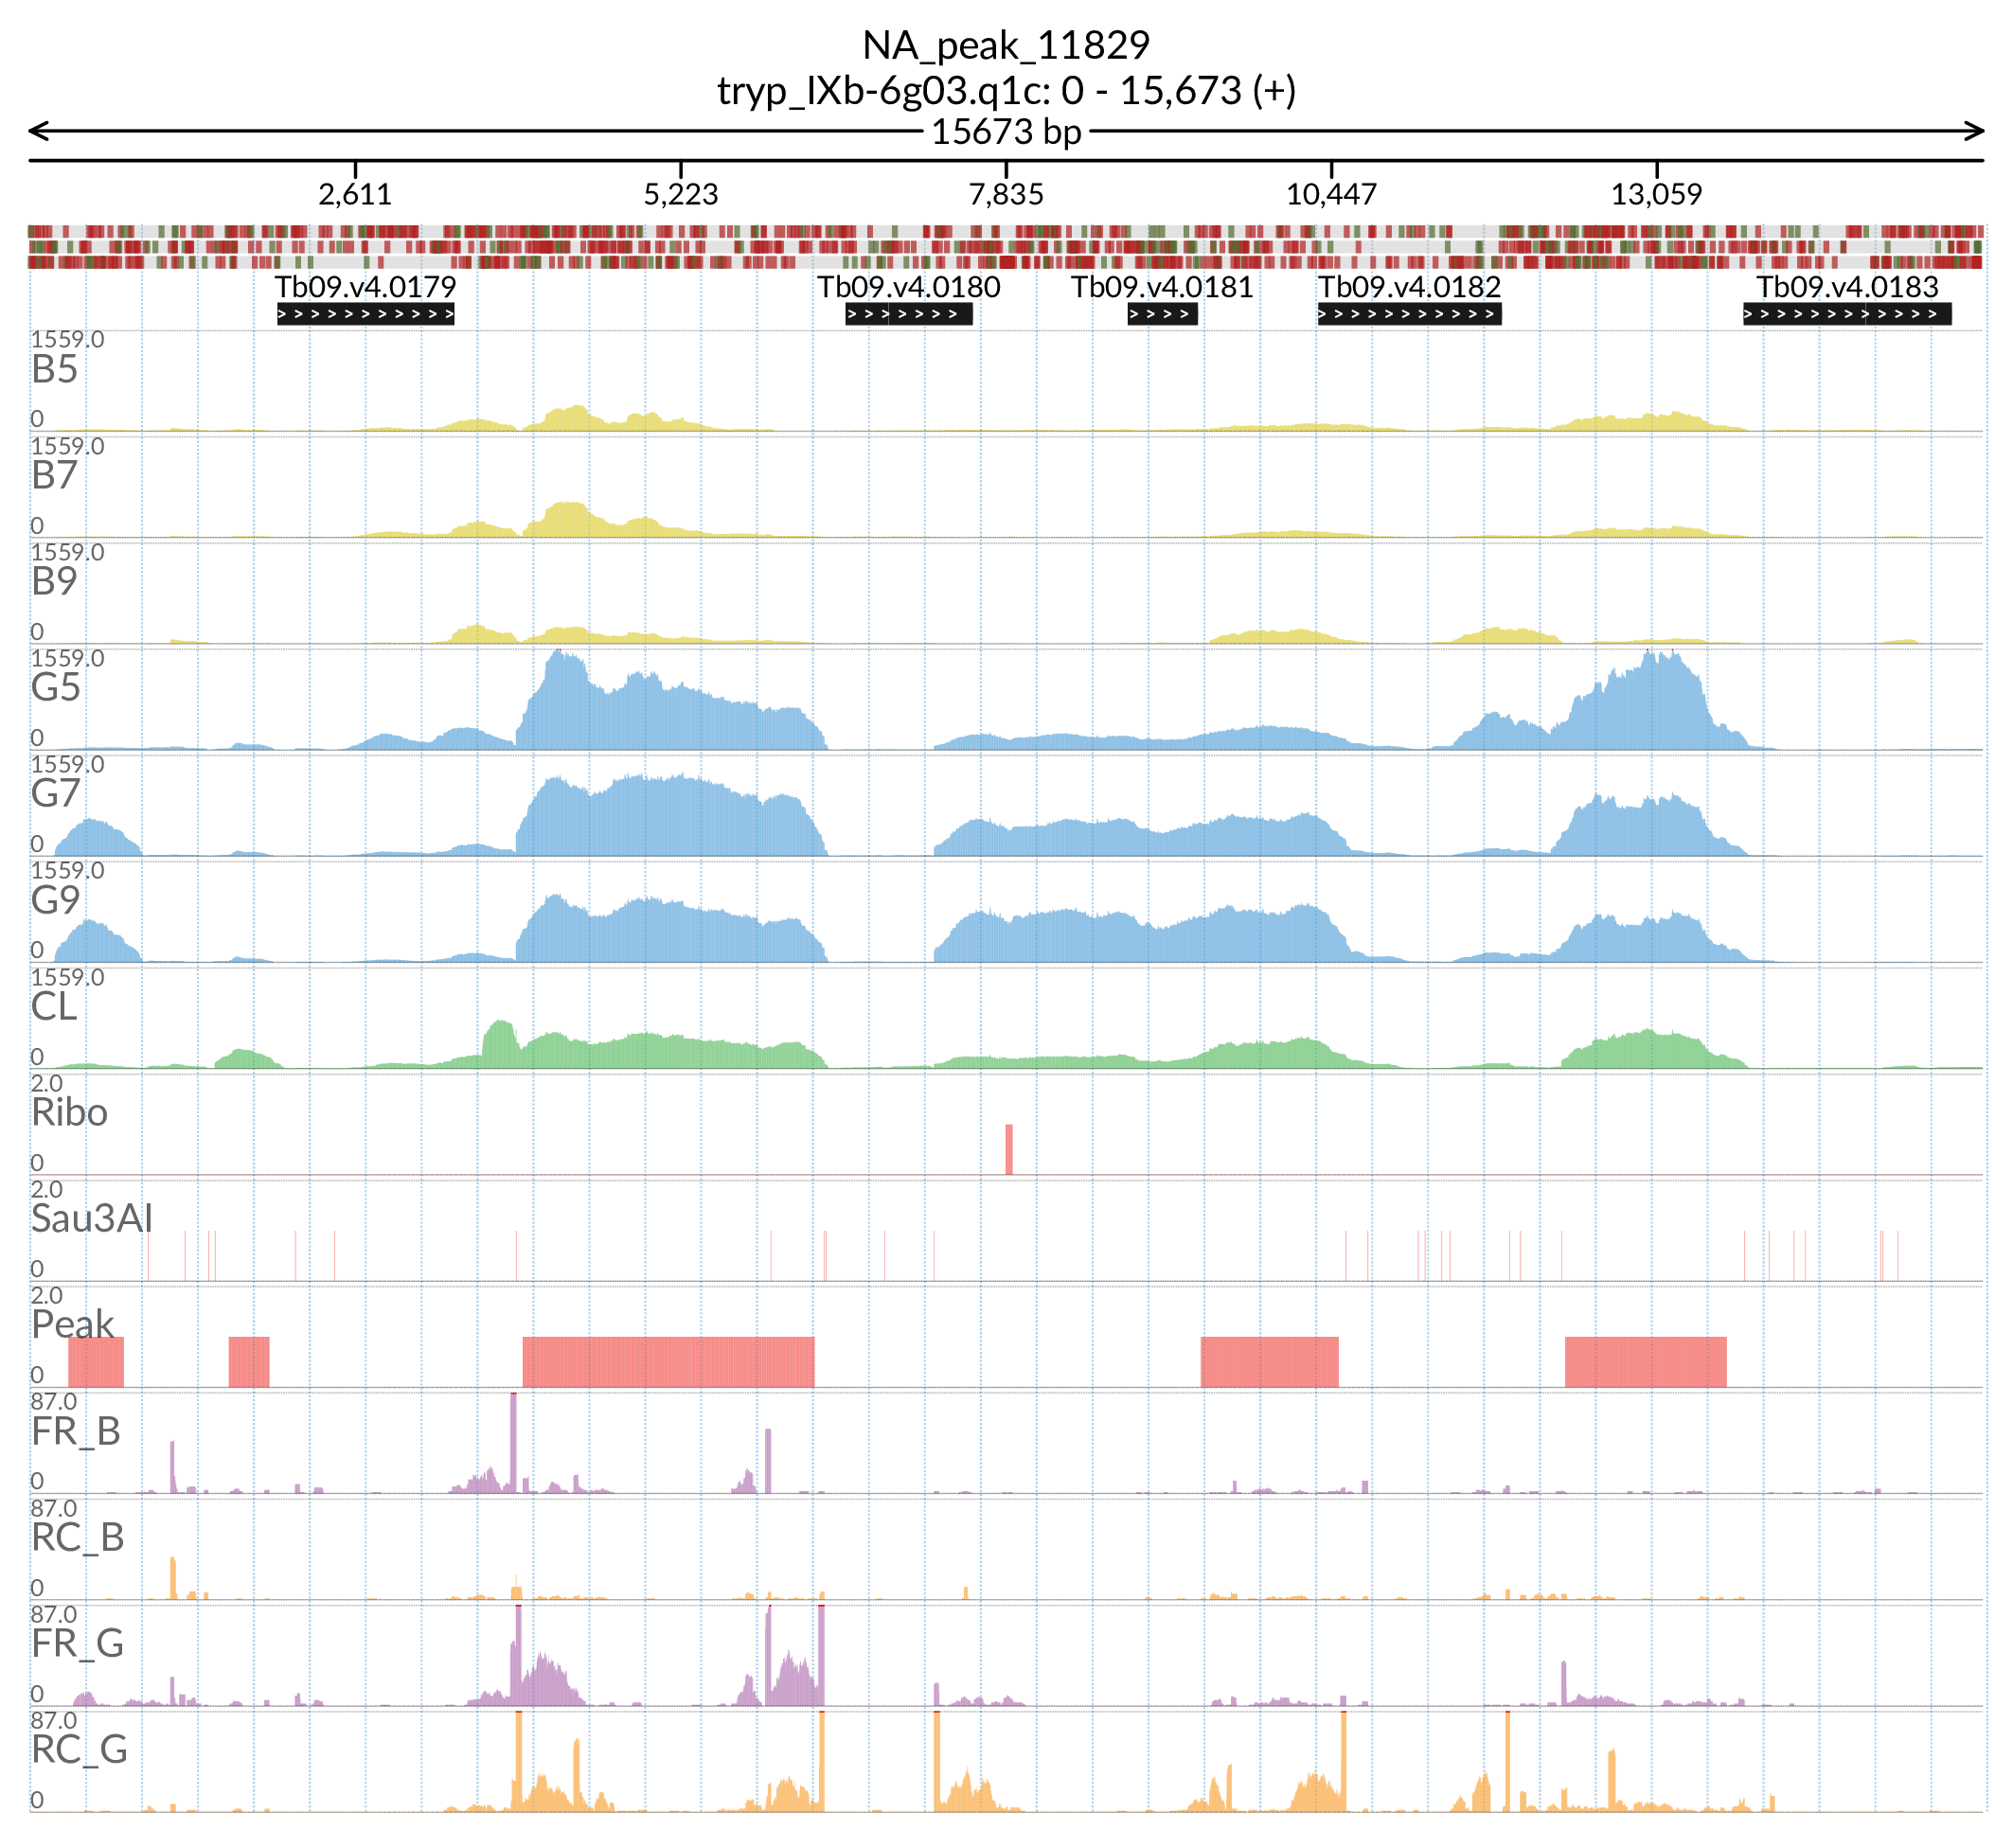 NA_peak_11829
tryp_IXb-6g03.q1c: 0 - 15,673 (+)
15673 bp
2,611 5,223 7,835 10,447 13,059
Tb09.v4.0179 Tb09.v4.0180 Tb09.v4.0181 Tb09.v4.0182 Tb09.v4.0183
1559.0
B5
0
1559.0
B7
0
1559.0
B9
0
1559.0
G5
0
1559.0
G7
0
1559.0
G9
0
1559.0
CL
0
2.0
Ribo
0
2.0
Sau3AI
0
2.0
Peak
0
87.0
FR_B
0
87.0
RC_B
0
87.0
FR_G
0
87.0
RC_G
0